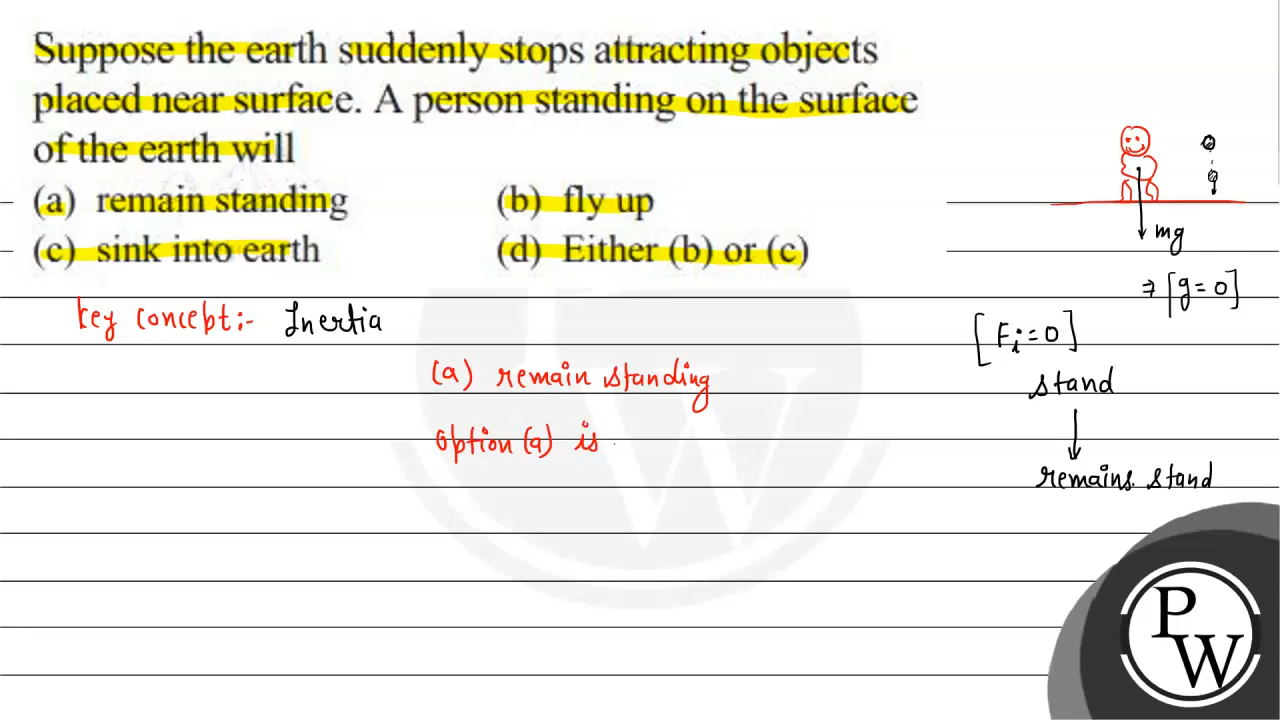 Suppose the earth suddenly stops attracting objects
placed near surface. A person standing on the surface
of the earth will
(a) remain standing (b) fly up
(c) sink into earth (d) Either (b) or (c)
mg
⇒ [g=0]
key concept:- Inertia
[Fi=0]
(a) remain standing
stand
option (a) is
remains stand
P
W